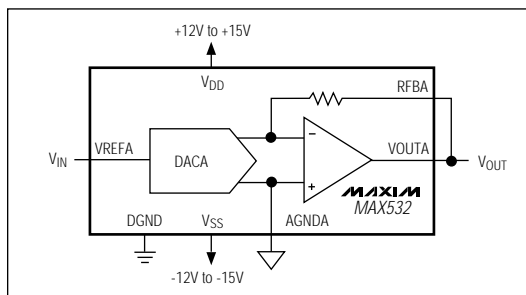 +12V to +15V
VDD
RFBA
VIN
VREFA
DACA
−
+
VOUTA
VOUT
MAXIM
MAX532
DGND
VSS
AGNDA
-12V to -15V